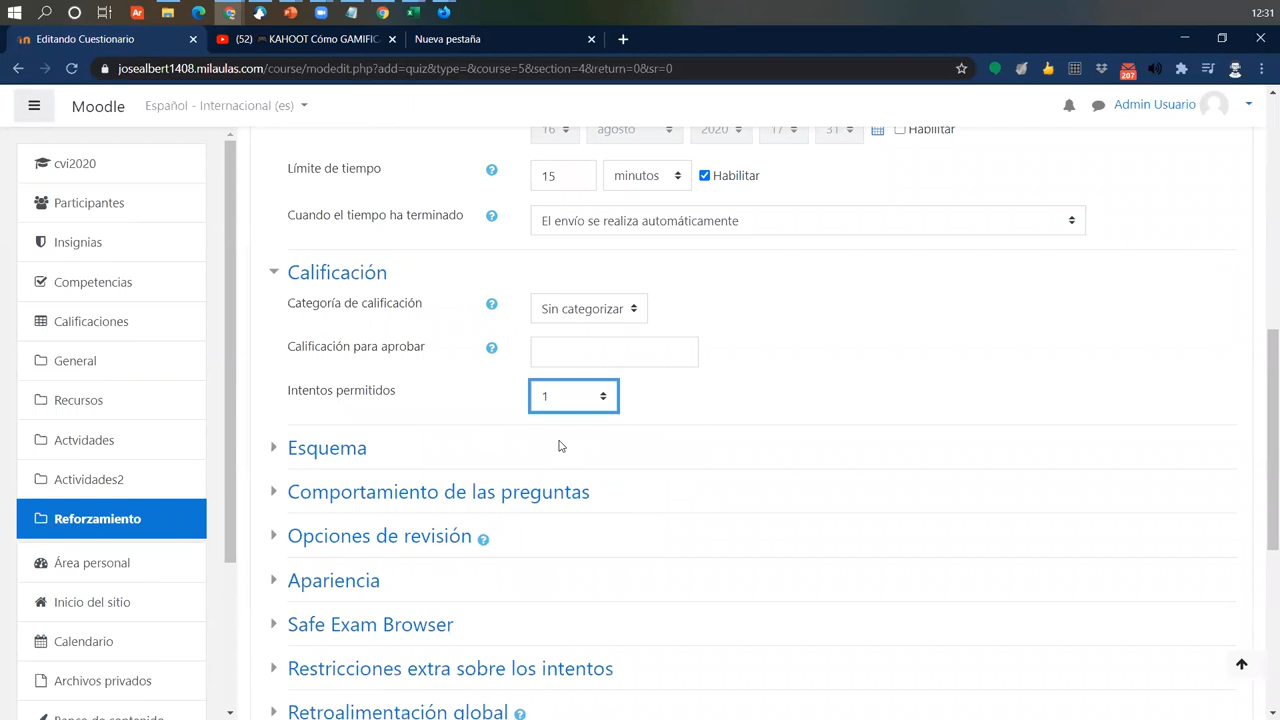 12:31
Editando Cuestionario
(52) 🎮 KAHOOT Cómo GAMIFIC
Nueva pestaña
josealbert1408.milaulas.com/course/modedit.php?add=quiz&type=&course=5&section=4&return=0&sr=0
207
Moodle
Español - Internacional (es)
Admin Usuario
cvi2020
Participantes
Insignias
Competencias
Calificaciones
General
Recursos
Actvidades
Actividades2
Reforzamiento
Área personal
Inicio del sitio
Calendario
Archivos privados
Banco de contenido
16 agosto 2020 17 31 Habilitar
Límite de tiempo 15 minutos Habilitar
Cuando el tiempo ha terminado El envío se realiza automáticamente
Calificación
Categoría de calificación Sin categorizar
Calificación para aprobar
Intentos permitidos 1
Esquema
Comportamiento de las preguntas
Opciones de revisión
Apariencia
Safe Exam Browser
Restricciones extra sobre los intentos
Retroalimentación global